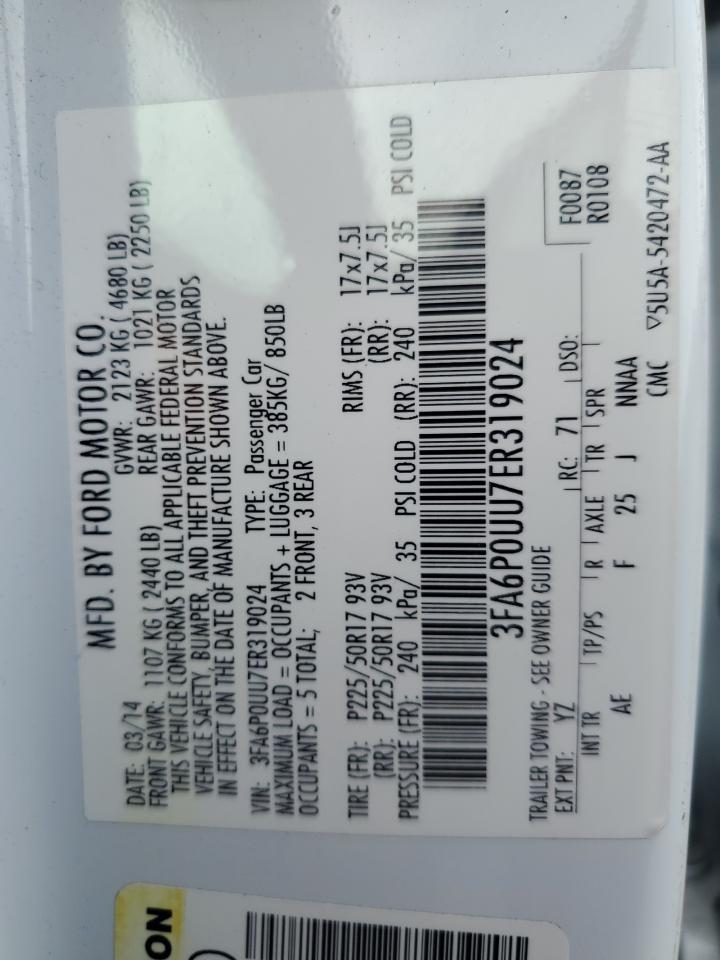 MFD. BY FORD MOTOR CO.
DATE: 03/14 GVWR: 2123 KG ( 4680 LB)
FRONT GAWR: 1107 KG ( 2440 LB) REAR GAWR: 1021 KG ( 2250 LB)
THIS VEHICLE CONFORMS TO ALL APPLICABLE FEDERAL MOTOR
VEHICLE SAFETY, BUMPER, AND THEFT PREVENTION STANDARDS
IN EFFECT ON THE DATE OF MANUFACTURE SHOWN ABOVE.
VIN: 3FA6P0UU7ER319024 TYPE: Passenger Car
MAXIMUM LOAD = OCCUPANTS + LUGGAGE = 385KG/ 850LB
OCCUPANTS = 5 TOTAL; 2 FRONT, 3 REAR
TIRE (FR): P225/50R17 93V RIMS (FR): 17x7.5J
(RR): P225/50R17 93V (RR): 17x7.5J
PRESSURE (FR): 240 kPa/ 35 PSI COLD (RR): 240 kPa/ 35 PSI COLD
3FA6P0UU7ER319024
TRAILER TOWING - SEE OWNER GUIDE F0087
EXT PNT: YZ RC: 71 DSO: R0108
INT TR TP/PS R AXLE TR SPR
AE F 25 J NNAA
CMC ▽5U5A-5420472-AA
ON